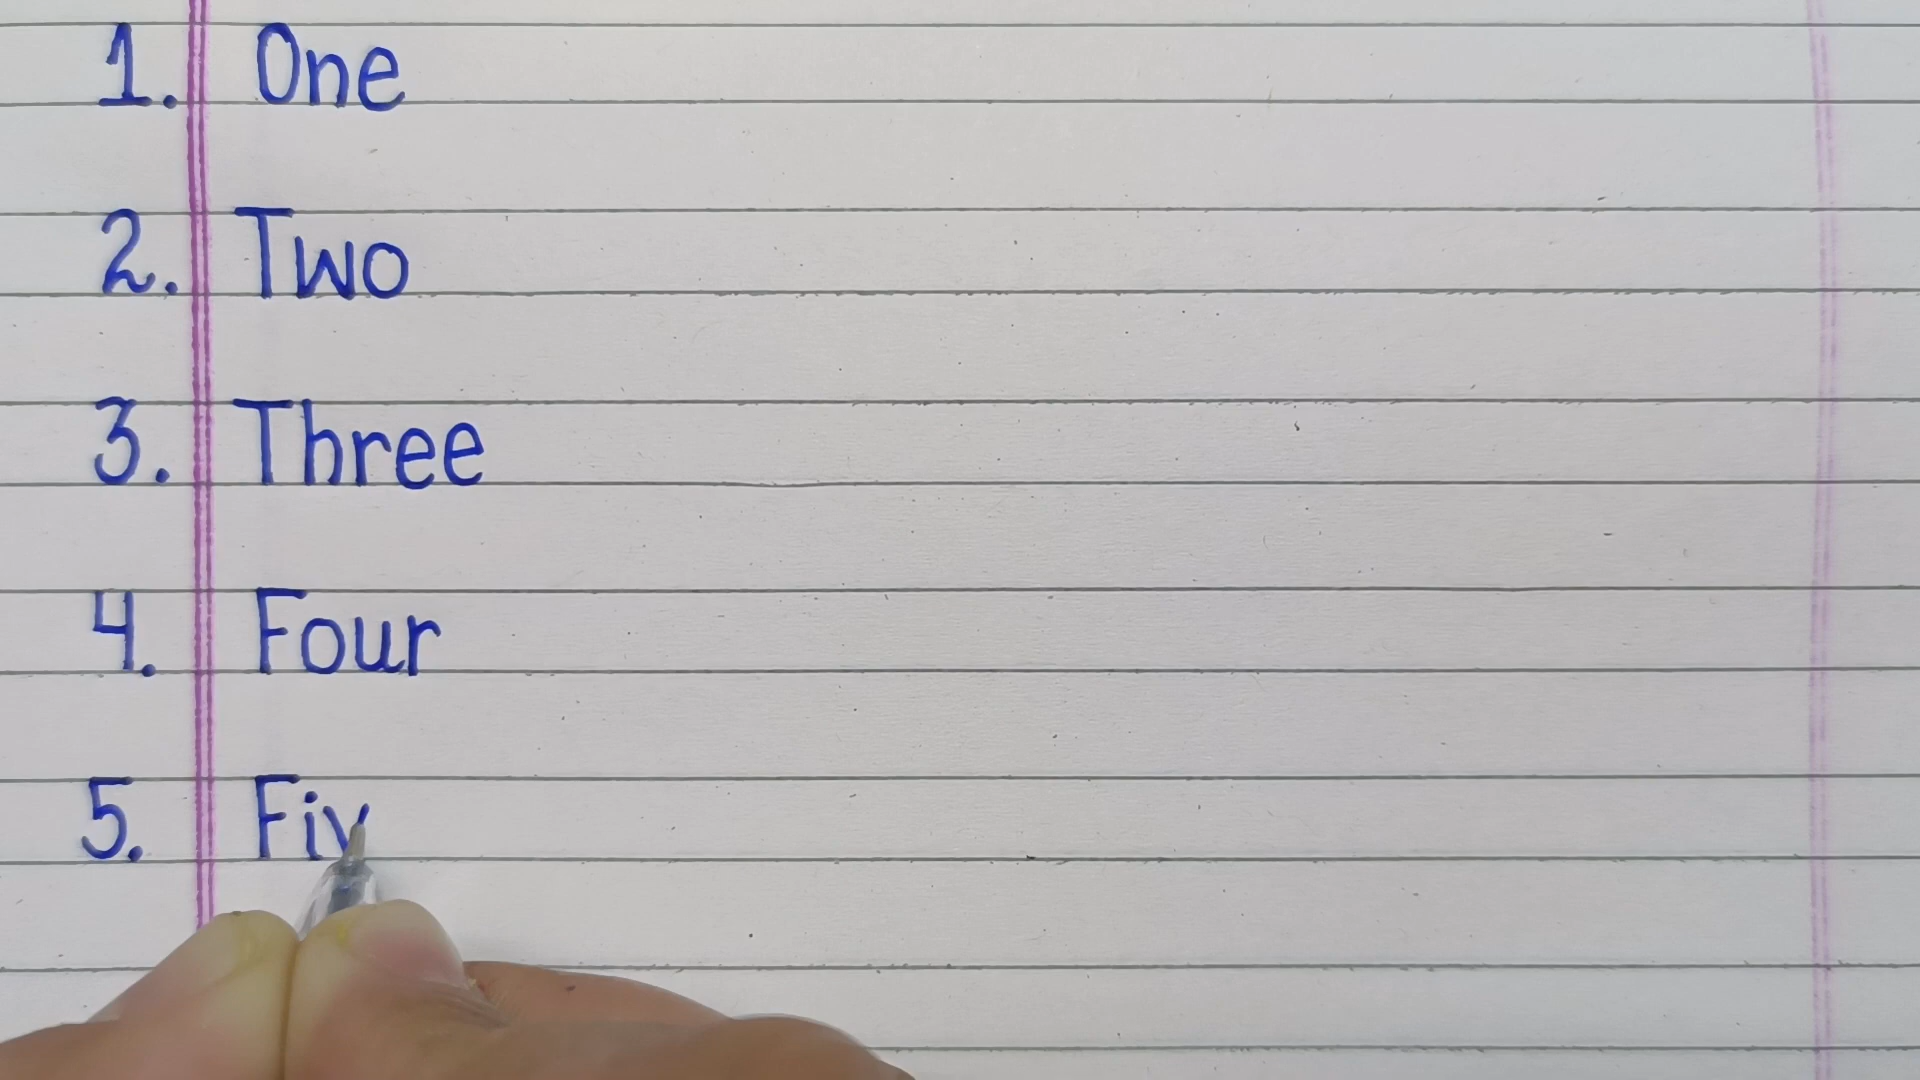 1. One
2. Two
3. Three
4. Four
5. Fiv